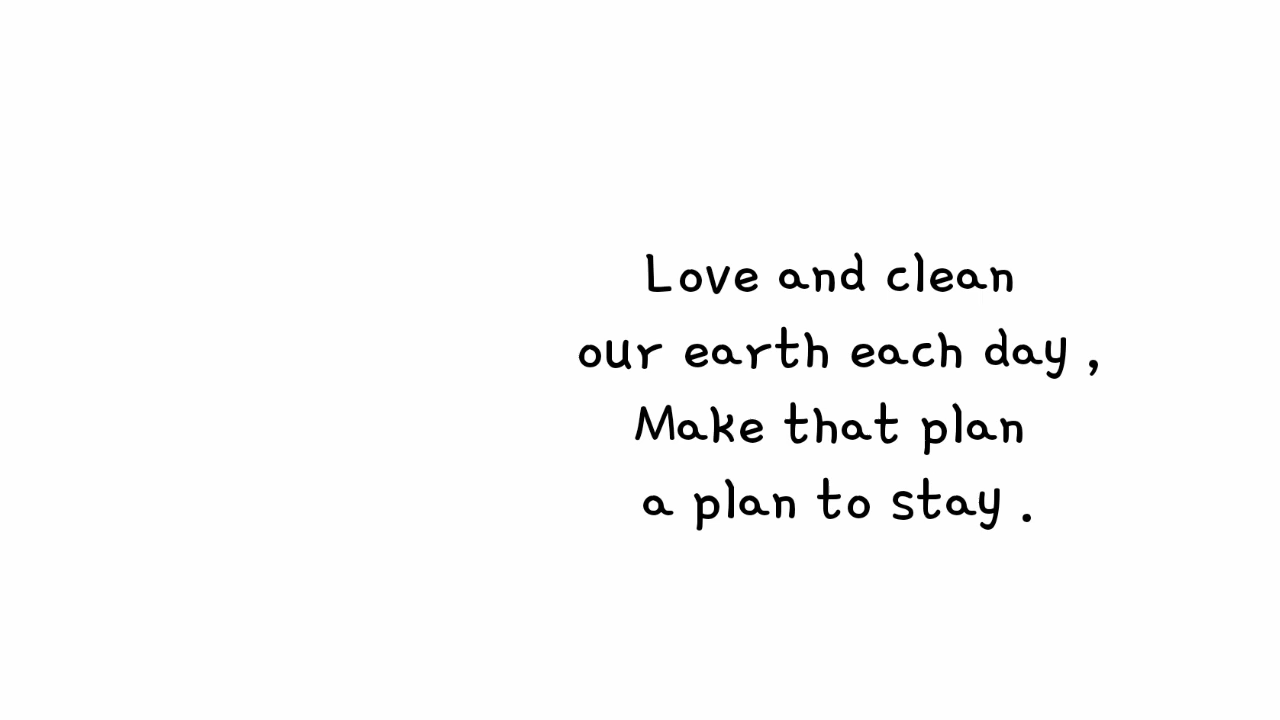 Love and clean
our earth each day ,
Make that plan
a plan to stay .